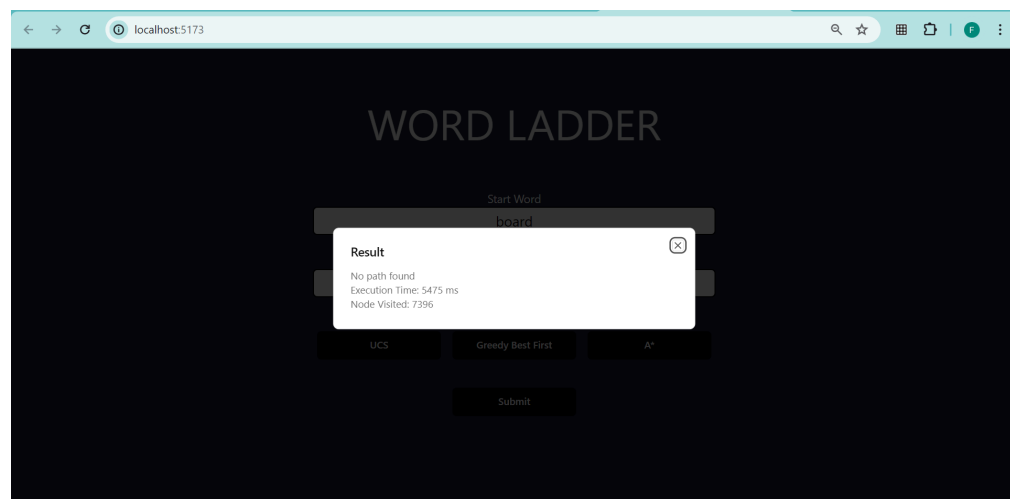 localhost:5173
F
WORD LADDER
Start Word
board
Result
No path found
Execution Time: 5475 ms
Node Visited: 7396
UCS Greedy Best First A*
Submit